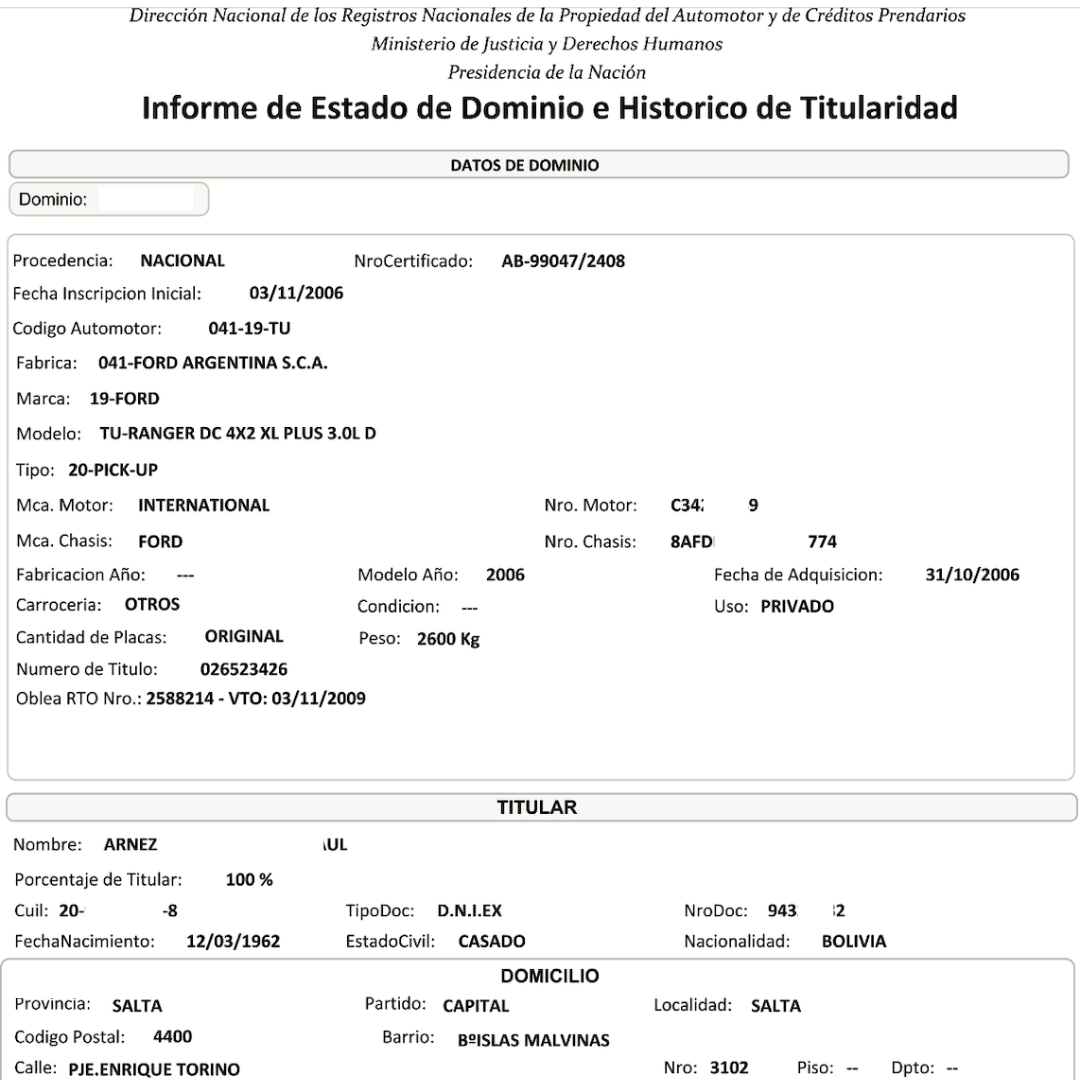 Dirección Nacional de los Registros Nacionales de la Propiedad del Automotor y de Créditos Prendarios
Ministerio de Justicia y Derechos Humanos
Presidencia de la Nación
Informe de Estado de Dominio e Historico de Titularidad
DATOS DE DOMINIO
Dominio:
Procedencia: NACIONAL NroCertificado: AB-99047/2408
Fecha Inscripcion Inicial: 03/11/2006
Codigo Automotor: 041-19-TU
Fabrica: 041-FORD ARGENTINA S.C.A.
Marca: 19-FORD
Modelo: TU-RANGER DC 4X2 XL PLUS 3.0L D
Tipo: 20-PICK-UP
Mca. Motor: INTERNATIONAL Nro. Motor: C34 9
Mca. Chasis: FORD Nro. Chasis: 8AFD 774
Fabricacion Año: --- Modelo Año: 2006 Fecha de Adquisicion: 31/10/2006
Carroceria: OTROS Condicion: --- Uso: PRIVADO
Cantidad de Placas: ORIGINAL Peso: 2600 Kg
Numero de Titulo: 026523426
Oblea RTO Nro.: 2588214 - VTO: 03/11/2009
TITULAR
Nombre: ARNEZ UL
Porcentaje de Titular: 100 %
Cuil: 20- -8 TipoDoc: D.N.I.EX NroDoc: 943 2
FechaNacimiento: 12/03/1962 EstadoCivil: CASADO Nacionalidad: BOLIVIA
DOMICILIO
Provincia: SALTA Partido: CAPITAL Localidad: SALTA
Codigo Postal: 4400 Barrio: BºISLAS MALVINAS
Calle: PJE.ENRIQUE TORINO Nro: 3102 Piso: -- Dpto: --